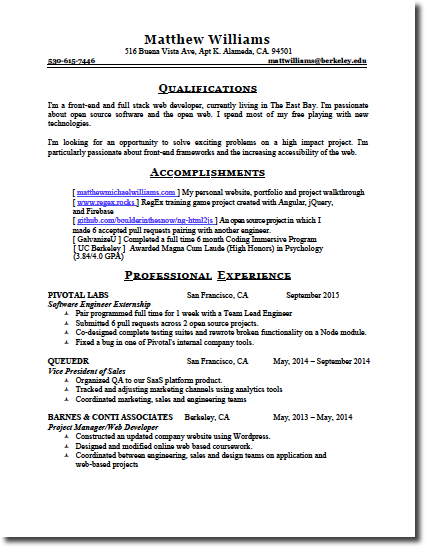 Matthew Williams
516 Buena Vista Ave, Apt K. Alameda, CA. 94501
530-615-7446 mattwilliams@berkeley.edu
Qualifications
I'm a front-end and full stack web developer, currently living in The East Bay. I'm passionate
about open source software and the open web. I spend most of my free playing with new
technologies.
I'm looking for an opportunity to solve exciting problems on a high impact project. I'm
particularly passionate about front-end frameworks and the increasing accessibility of the web.
Accomplishments
[ matthewmichaelwilliams.com ] My personal website, portfolio and project walkthrough
[ www.regex.rocks ] RegEx training game project created with Angular, jQuery,
and Firebase
[ github.com/boulderinthesnow/ng-html2js ] An open source project in which I
made 6 accepted pull requests pairing with another engineer.
[ GalvanizeU ] Completed a full time 6 month Coding Immersive Program
[ UC Berkeley ] Awarded Magna Cum Laude (High Honors) in Psychology
(3.84/4.0 GPA)
Professional Experience
PIVOTAL LABS San Francisco, CA September 2015
Software Engineer Externship
Pair programmed full time for 1 week with a Team Lead Engineer
Submitted 6 pull requests across 2 open source projects.
Co-designed complete testing suites and rewrote broken functionality on a Node module.
Fixed a bug in one of Pivotal's internal company tools.
QUEUEDR San Francisco, CA May, 2014 – September 2014
Vice President of Sales
Organized QA to our SaaS platform product.
Tracked and adjusting marketing channels using analytics tools
Coordinated marketing, sales and engineering teams
BARNES & CONTI ASSOCIATES Berkeley, CA May, 2013 – May, 2014
Project Manager/Web Developer
Constructed an updated company website using Wordpress.
Designed and modified online web based courseware.
Coordinated between engineering, sales and design teams on application and
web-based projects